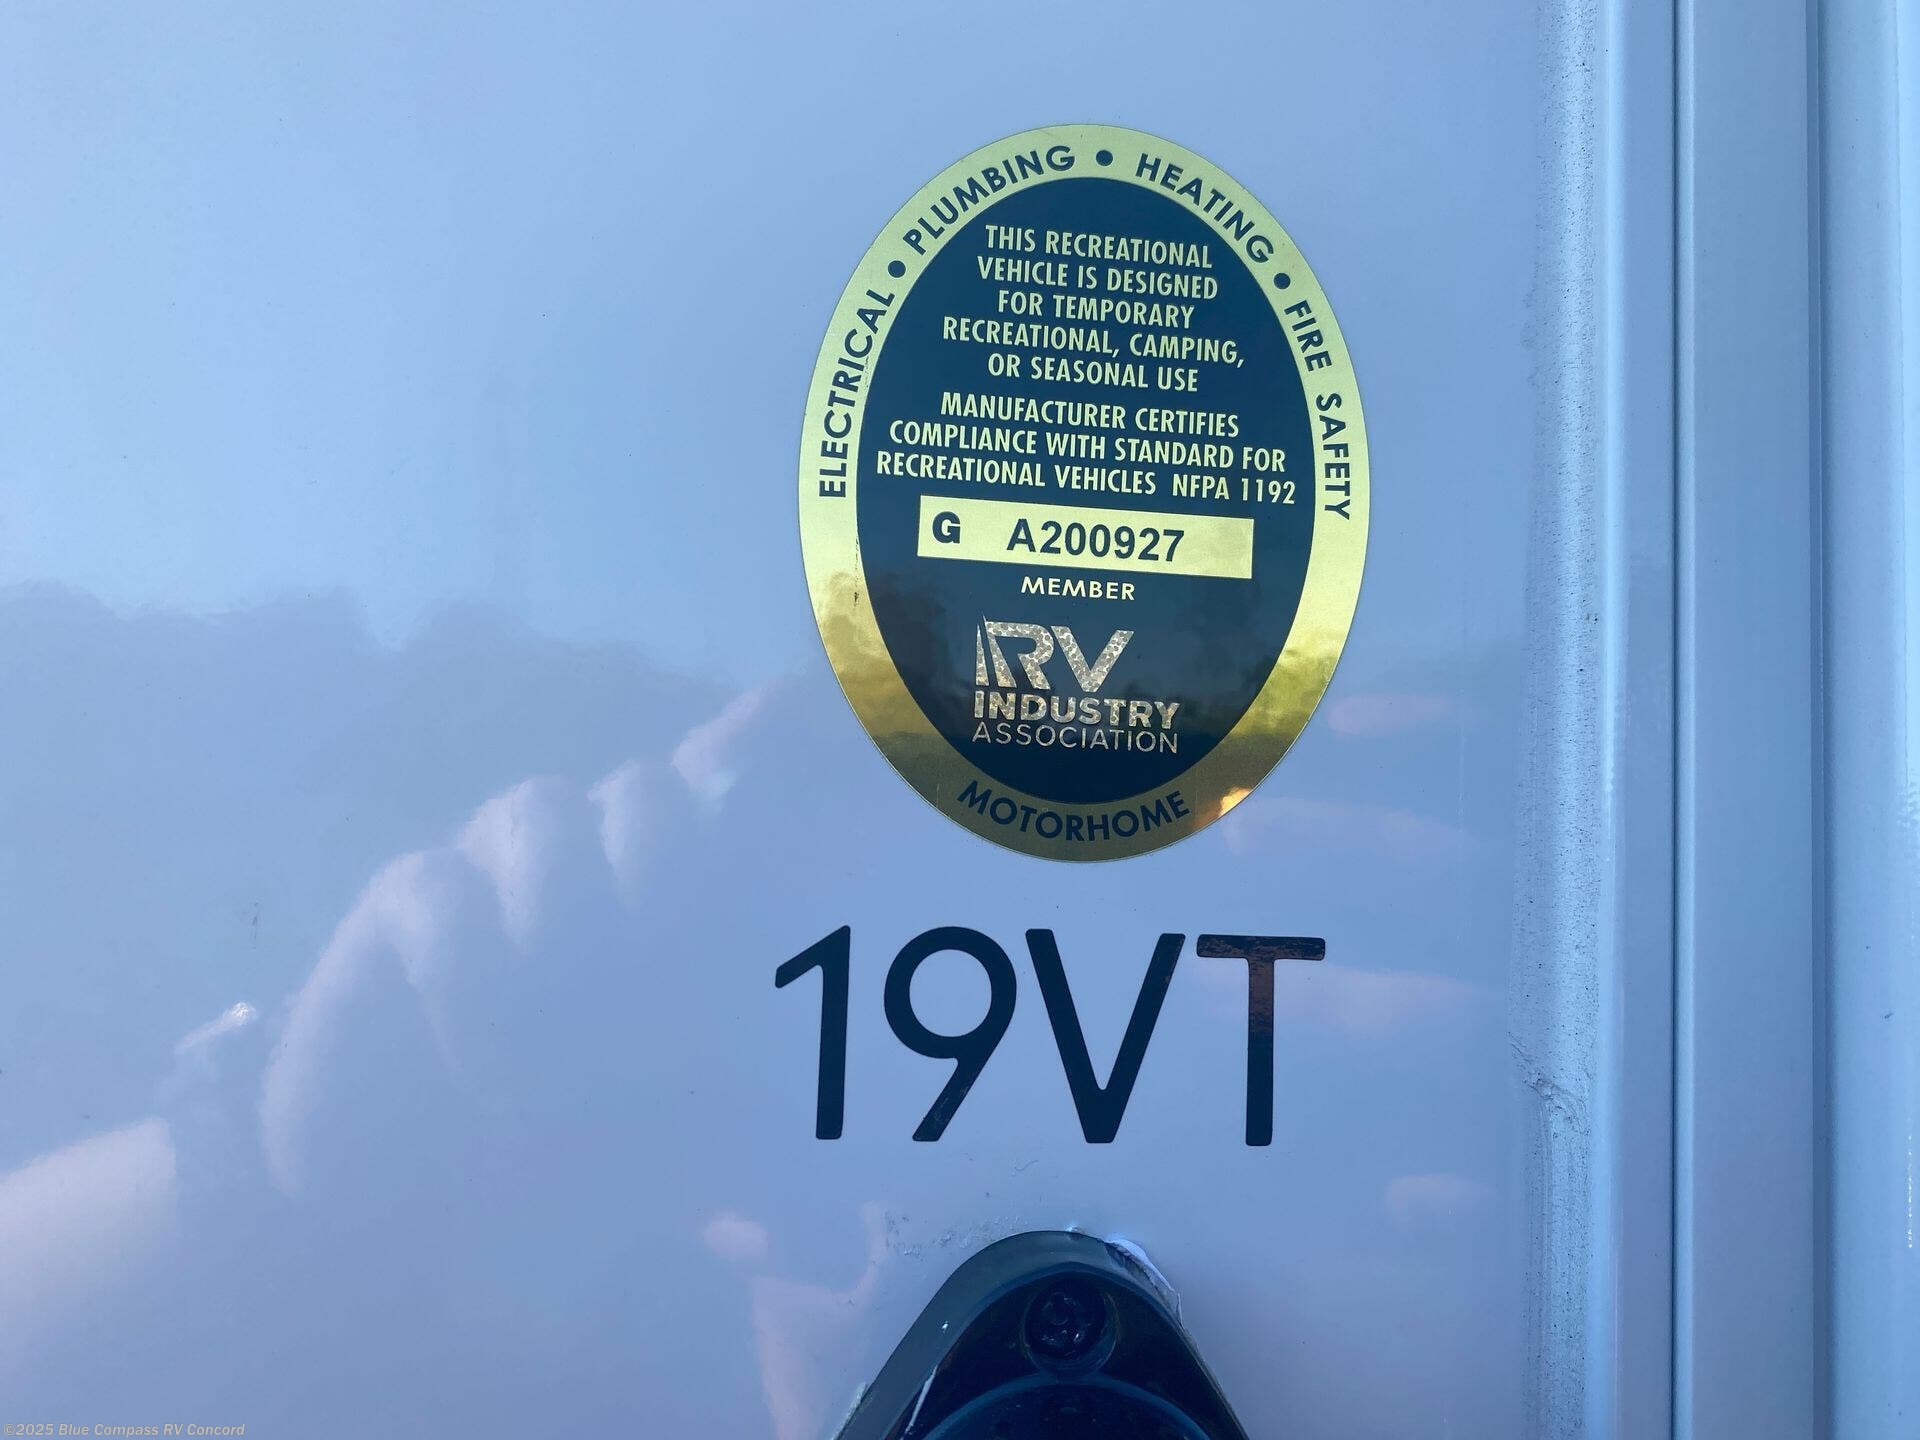 ELECTRICAL • PLUMBING • HEATING • FIRE SAFETY
THIS RECREATIONAL
VEHICLE IS DESIGNED
FOR TEMPORARY
RECREATIONAL, CAMPING,
OR SEASONAL USE
MANUFACTURER CERTIFIES
COMPLIANCE WITH STANDARD FOR
RECREATIONAL VEHICLES NFPA 1192
G A200927
MEMBER
RV
INDUSTRY
ASSOCIATION
MOTORHOME
19VT
©2025 Blue Compass RV Concord